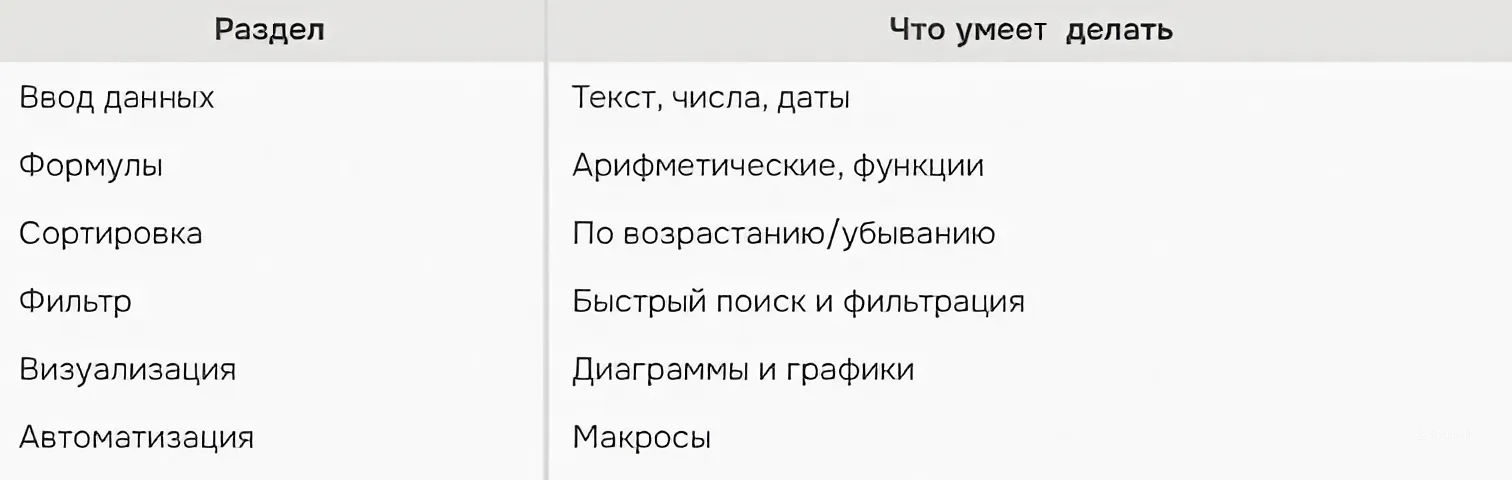 Раздел Что умеет делать
Ввод данных Текст, числа, даты
Формулы Арифметические, функции
Сортировка По возрастанию/убыванию
Фильтр Быстрый поиск и фильтрация
Визуализация Диаграммы и графики
Автоматизация Макросы